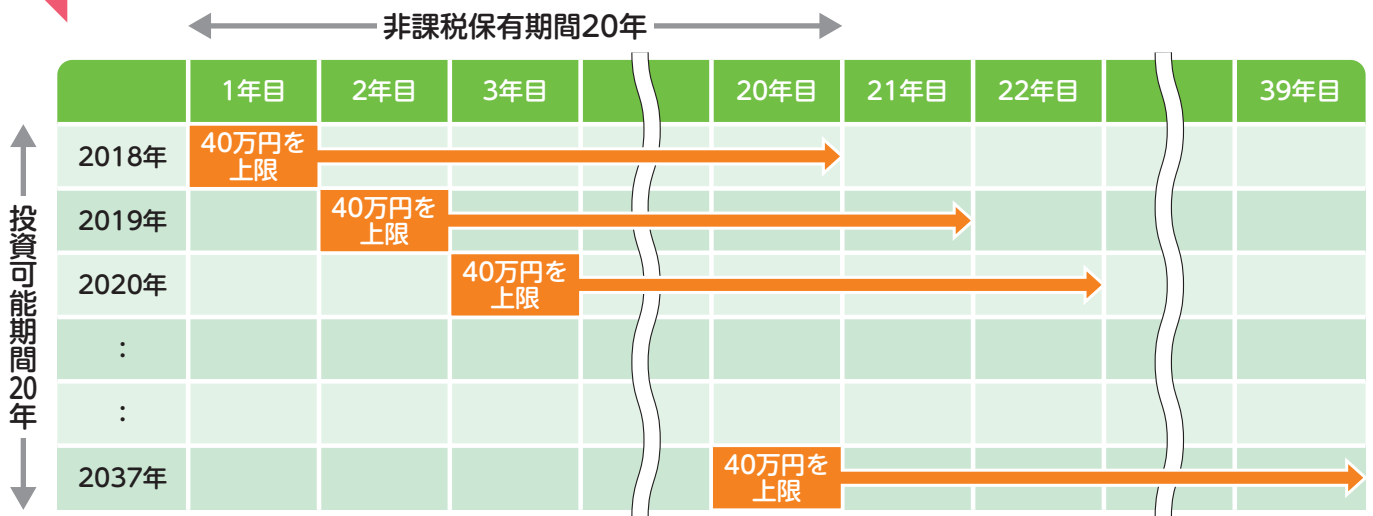 非課税保有期間20年
1年目 2年目 3年目 20年目 21年目 22年目 39年目
投資可能期間20年
2018年 40万円を
上限
2019年 40万円を
上限
2020年 40万円を
上限
:
:
2037年 40万円を
上限